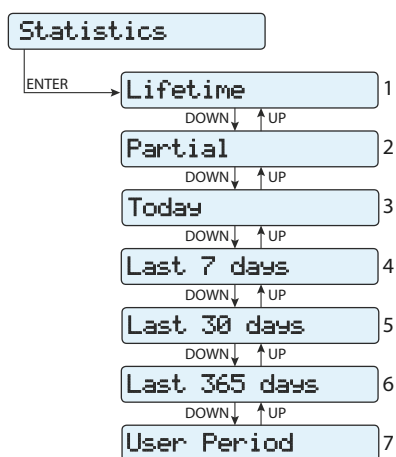 Statistics
ENTER
Lifetime 1
DOWN UP
Partial 2
DOWN UP
Today 3
DOWN UP
Last 7 days 4
DOWN UP
Last 30 days 5
DOWN UP
Last 365 days 6
DOWN UP
User Period 7